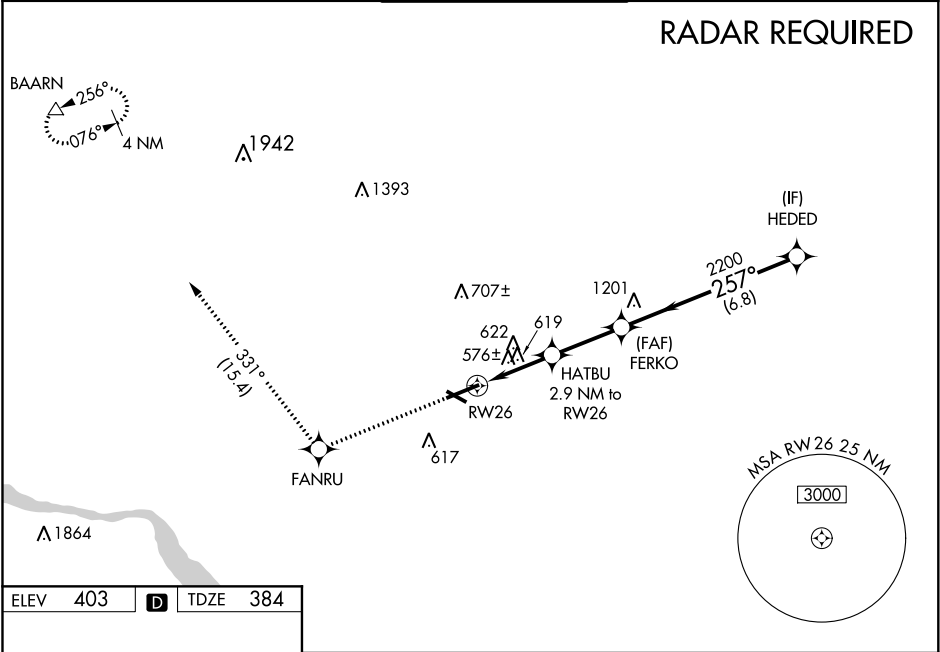 RADAR REQUIRED
BAARN
256°
076°
4 NM
1942
1393
(IF)
HEDED
2200
257°
(6.8)
1201
707±
622
619
576±
(FAF)
FERKO
HATBU
2.9 NM to
RW26
RW26
331°
(15.4)
617
FANRU
MSA RW 26 25 NM
3000
1864
ELEV 403 D TDZE 384